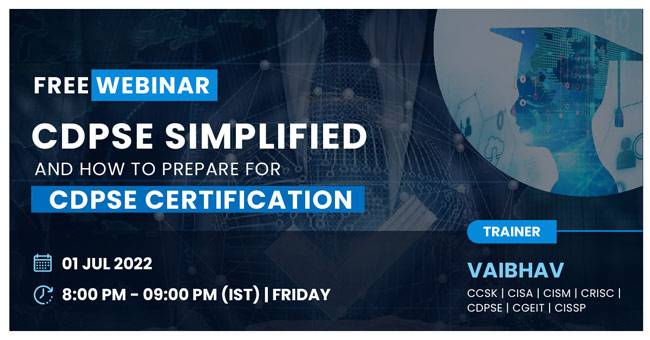 FREE WEBINAR
CDPSE SIMPLIFIED
AND HOW TO PREPARE FOR
CDPSE CERTIFICATION
01 JUL 2022
8:00 PM - 09:00 PM (IST) | FRIDAY
TRAINER
VAIBHAV
CCSK | CISA | CISM | CRISC |
CDPSE | CGEIT | CISSP